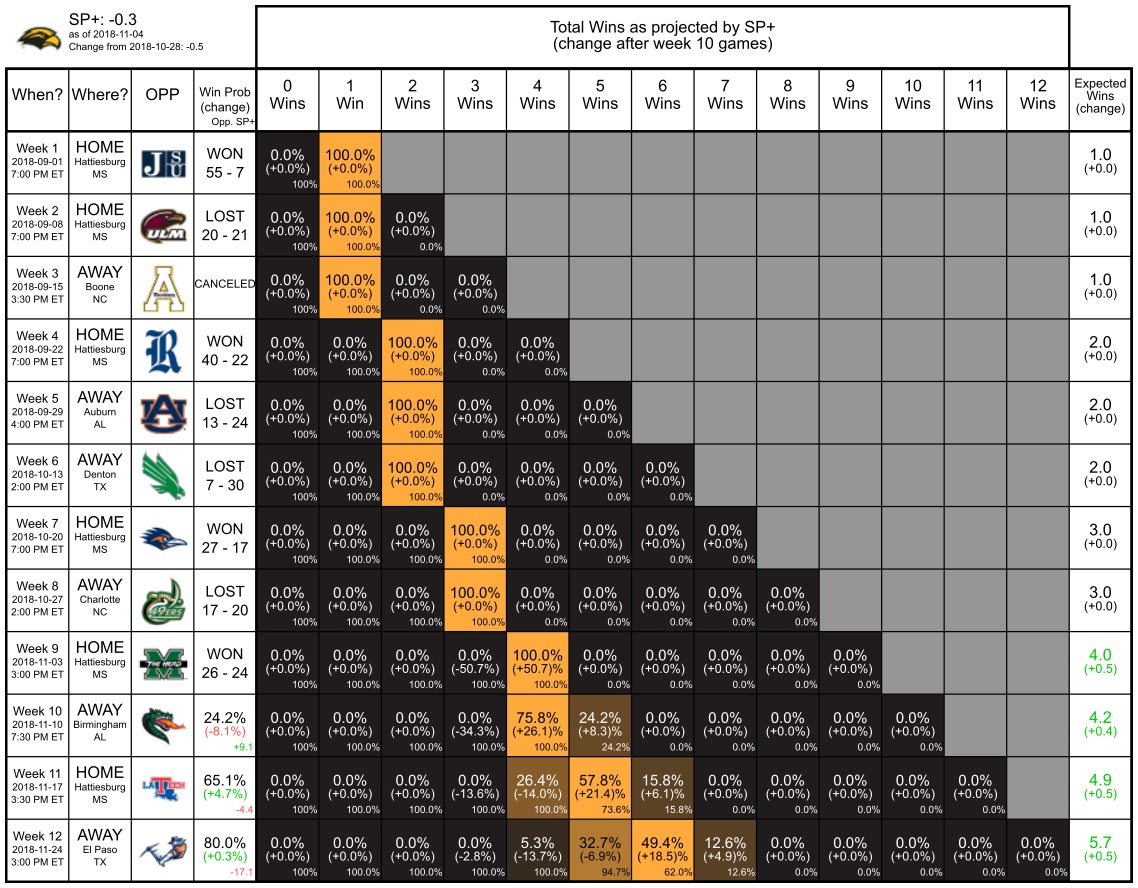 SP+: -0.3
as of 2018-11-04
Change from 2018-10-28: -0.5
Total Wins as projected by SP+
(change after week 10 games)
When? Where? OPP Win Prob (change) Opp. SP+ 0 Wins 1 Win 2 Wins 3 Wins 4 Wins 5 Wins 6 Wins 7 Wins 8 Wins 9 Wins 10 Wins 11 Wins 12 Wins Expected Wins (change)
Week 1 HOME JSU WON 0.0% 100.0% 1.0
2018-09-01 Hattiesburg 55 - 7 (+0.0%) (+0.0%) (+0.0)
7:00 PM ET MS 100% 100.0%
Week 2 HOME ULM LOST 0.0% 100.0% 0.0% 1.0
2018-09-08 Hattiesburg 20 - 21 (+0.0%) (+0.0%) (+0.0%) (+0.0)
7:00 PM ET MS 100% 100.0% 0.0%
Week 3 AWAY A CANCELED 0.0% 100.0% 0.0% 0.0% 1.0
2018-09-15 Boone (+0.0%) (+0.0%) (+0.0%) (+0.0%) (+0.0)
3:30 PM ET NC 100% 100.0% 0.0% 0.0%
Week 4 HOME R WON 0.0% 0.0% 100.0% 0.0% 0.0% 2.0
2018-09-22 Hattiesburg 40 - 22 (+0.0%) (+0.0%) (+0.0%) (+0.0%) (+0.0%) (+0.0)
7:00 PM ET MS 100% 100.0% 100.0% 0.0% 0.0%
Week 5 AWAY AU LOST 0.0% 0.0% 100.0% 0.0% 0.0% 0.0% 2.0
2018-09-29 Auburn 13 - 24 (+0.0%) (+0.0%) (+0.0%) (+0.0%) (+0.0%) (+0.0%) (+0.0)
4:00 PM ET AL 100% 100.0% 100.0% 0.0% 0.0% 0.0%
Week 6 AWAY LOST 0.0% 0.0% 100.0% 0.0% 0.0% 0.0% 0.0% 2.0
2018-10-13 Denton 7 - 30 (+0.0%) (+0.0%) (+0.0%) (+0.0%) (+0.0%) (+0.0%) (+0.0%) (+0.0)
2:00 PM ET TX 100% 100.0% 100.0% 0.0% 0.0% 0.0% 0.0%
Week 7 HOME WON 0.0% 0.0% 0.0% 100.0% 0.0% 0.0% 0.0% 0.0% 3.0
2018-10-20 Hattiesburg 27 - 17 (+0.0%) (+0.0%) (+0.0%) (+0.0%) (+0.0%) (+0.0%) (+0.0%) (+0.0%) (+0.0)
7:00 PM ET MS 100% 100.0% 100.0% 100.0% 0.0% 0.0% 0.0% 0.0%
Week 8 AWAY 49ERS LOST 0.0% 0.0% 0.0% 100.0% 0.0% 0.0% 0.0% 0.0% 0.0% 3.0
2018-10-27 Charlotte 17 - 20 (+0.0%) (+0.0%) (+0.0%) (+0.0%) (+0.0%) (+0.0%) (+0.0%) (+0.0%) (+0.0%) (+0.0)
2:00 PM ET NC 100% 100.0% 100.0% 100.0% 0.0% 0.0% 0.0% 0.0% 0.0%
Week 9 HOME M THE HERD WON 0.0% 0.0% 0.0% 0.0% 100.0% 0.0% 0.0% 0.0% 0.0% 0.0% 4.0
2018-11-03 Hattiesburg 26 - 24 (+0.0%) (+0.0%) (+0.0%) (-50.7%) (+50.7)% (+0.0%) (+0.0%) (+0.0%) (+0.0%) (+0.0%) (+0.5)
3:00 PM ET MS 100% 100.0% 100.0% 100.0% 100.0% 0.0% 0.0% 0.0% 0.0% 0.0%
Week 10 AWAY 24.2% 0.0% 0.0% 0.0% 0.0% 75.8% 24.2% 0.0% 0.0% 0.0% 0.0% 0.0% 4.2
2018-11-10 Birmingham (-8.1%) (+0.0%) (+0.0%) (+0.0%) (-34.3%) (+26.1)% (+8.3)% (+0.0%) (+0.0%) (+0.0%) (+0.0%) (+0.0%) (+0.4)
7:30 PM ET AL +9.1 100% 100.0% 100.0% 100.0% 100.0% 24.2% 0.0% 0.0% 0.0% 0.0% 0.0%
Week 11 HOME LA TECH 65.1% 0.0% 0.0% 0.0% 0.0% 26.4% 57.8% 15.8% 0.0% 0.0% 0.0% 0.0% 0.0% 4.9
2018-11-17 Hattiesburg (+4.7%) (+0.0%) (+0.0%) (+0.0%) (-13.6%) (-14.0%) (+21.4)% (+6.1)% (+0.0%) (+0.0%) (+0.0%) (+0.0%) (+0.0%) (+0.5)
3:30 PM ET MS -4.4 100% 100.0% 100.0% 100.0% 100.0% 73.6% 15.8% 0.0% 0.0% 0.0% 0.0% 0.0%
Week 12 AWAY 80.0% 0.0% 0.0% 0.0% 0.0% 5.3% 32.7% 49.4% 12.6% 0.0% 0.0% 0.0% 0.0% 0.0% 5.7
2018-11-24 El Paso (+0.3%) (+0.0%) (+0.0%) (+0.0%) (-2.8%) (-13.7%) (-6.9%) (+18.5)% (+4.9)% (+0.0%) (+0.0%) (+0.0%) (+0.0%) (+0.0%) (+0.5)
3:00 PM ET TX -17.1 100% 100.0% 100.0% 100.0% 100.0% 94.7% 62.0% 12.6% 0.0% 0.0% 0.0% 0.0% 0.0%